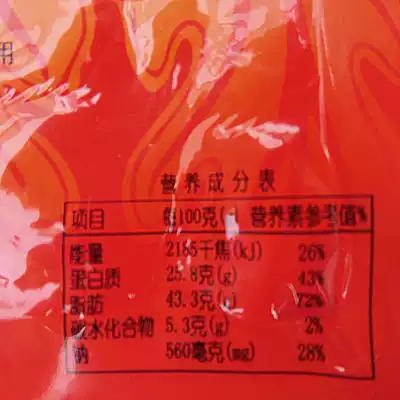 用
营养成分表
项目 每100克(g) 营养素参考值%
能量 2185千焦(kJ) 26%
蛋白质 25.8克(g) 43%
脂肪 43.3克(g) 72%
碳水化合物 5.3克(g) 2%
钠 560毫克(mg) 28%